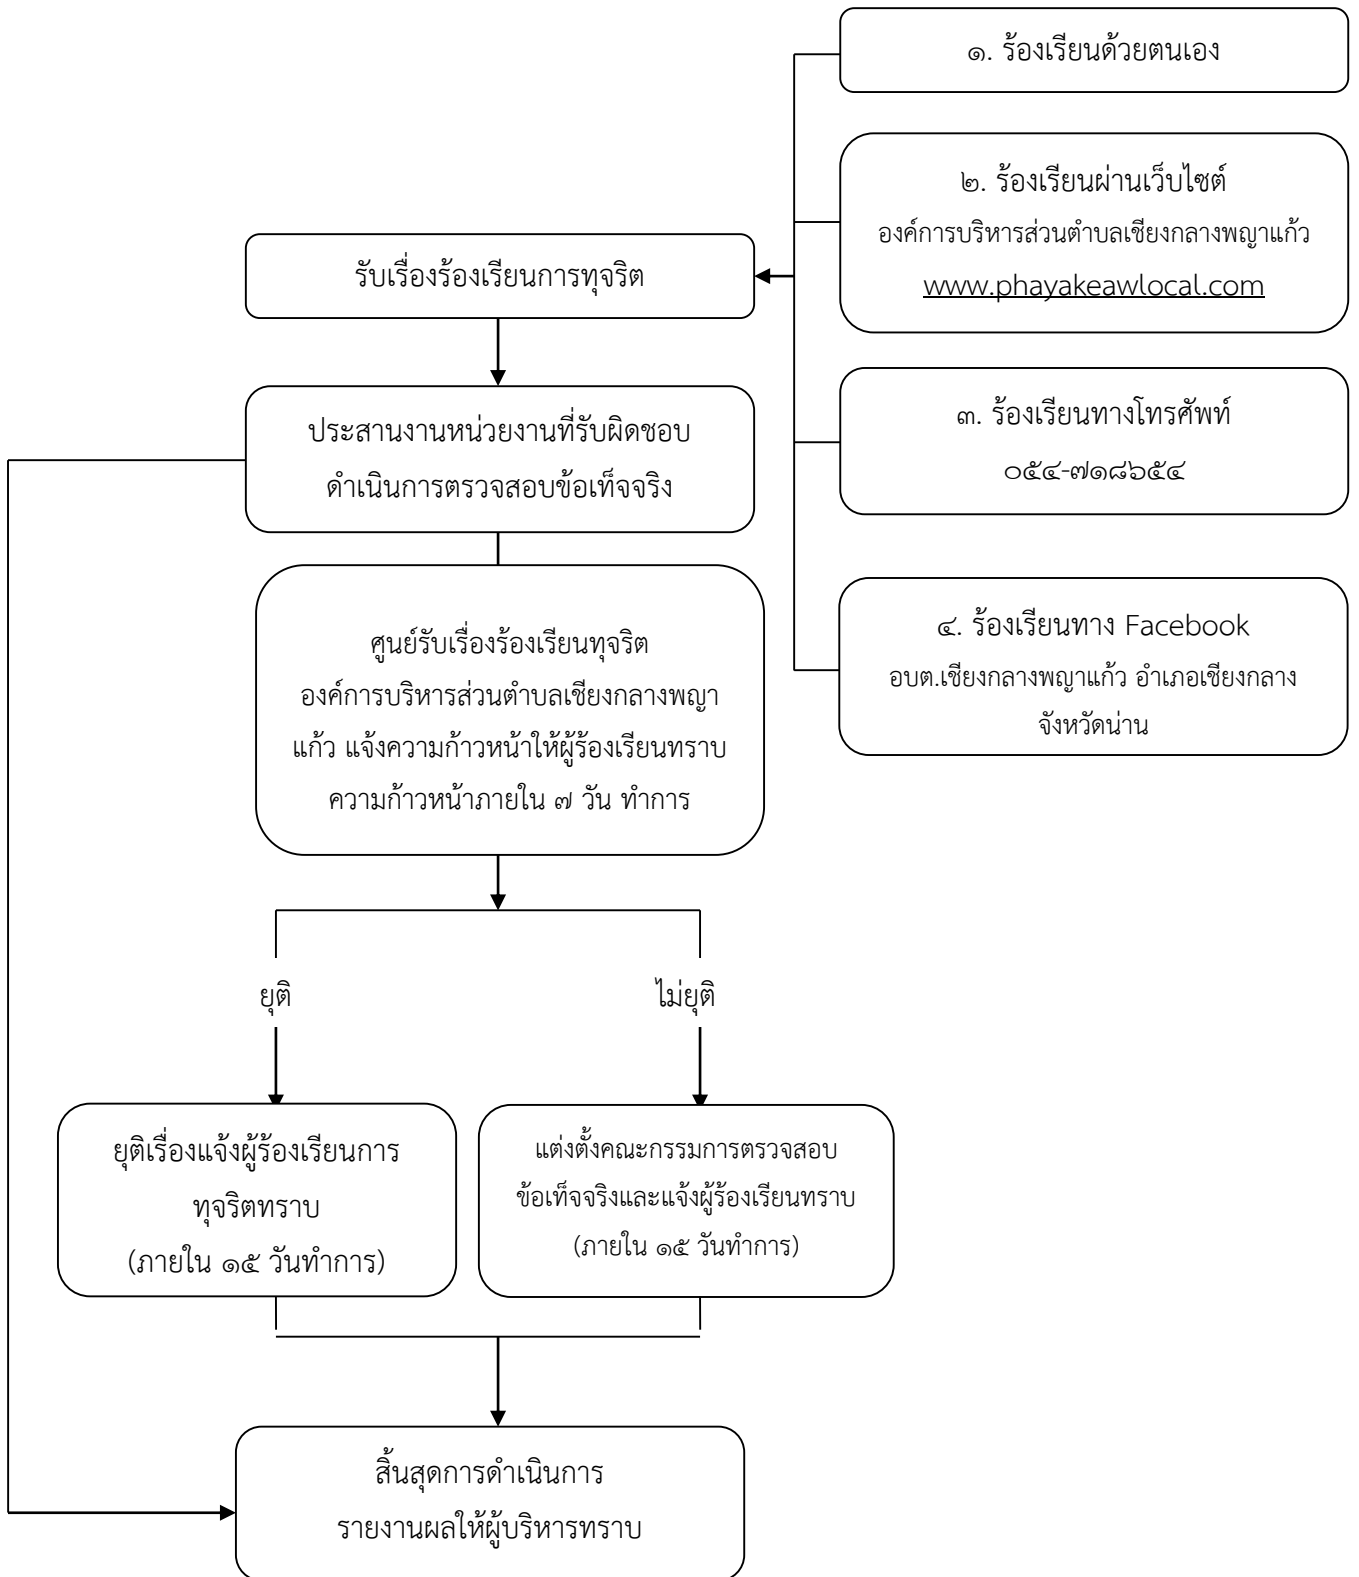 ๑. ร้องเรียนด้วยตนเอง
๒. ร้องเรียนผ่านเว็บไซต์
องค์การบริหารส่วนตำบลเชียงกลางพญาแก้ว
www.phayakeawlocal.com
รับเรื่องร้องเรียนการทุจริต
๓. ร้องเรียนทางโทรศัพท์
๐๕๔-๗๑๘๖๕๔
ประสานงานหน่วยงานที่รับผิดชอบ
ดำเนินการตรวจสอบข้อเท็จจริง
๔. ร้องเรียนทาง Facebook
อบต.เชียงกลางพญาแก้ว อำเภอเชียงกลาง
จังหวัดน่าน
ศูนย์รับเรื่องร้องเรียนทุจริต
องค์การบริหารส่วนตำบลเชียงกลางพญา
แก้ว แจ้งความก้าวหน้าให้ผู้ร้องเรียนทราบ
ความก้าวหน้าภายใน ๗ วัน ทำการ
ยุติ
ไม่ยุติ
ยุติเรื่องแจ้งผู้ร้องเรียนการ
ทุจริตทราบ
(ภายใน ๑๕ วันทำการ)
แต่งตั้งคณะกรรมการตรวจสอบ
ข้อเท็จจริงและแจ้งผู้ร้องเรียนทราบ
(ภายใน ๑๕ วันทำการ)
สิ้นสุดการดำเนินการ
รายงานผลให้ผู้บริหารทราบ